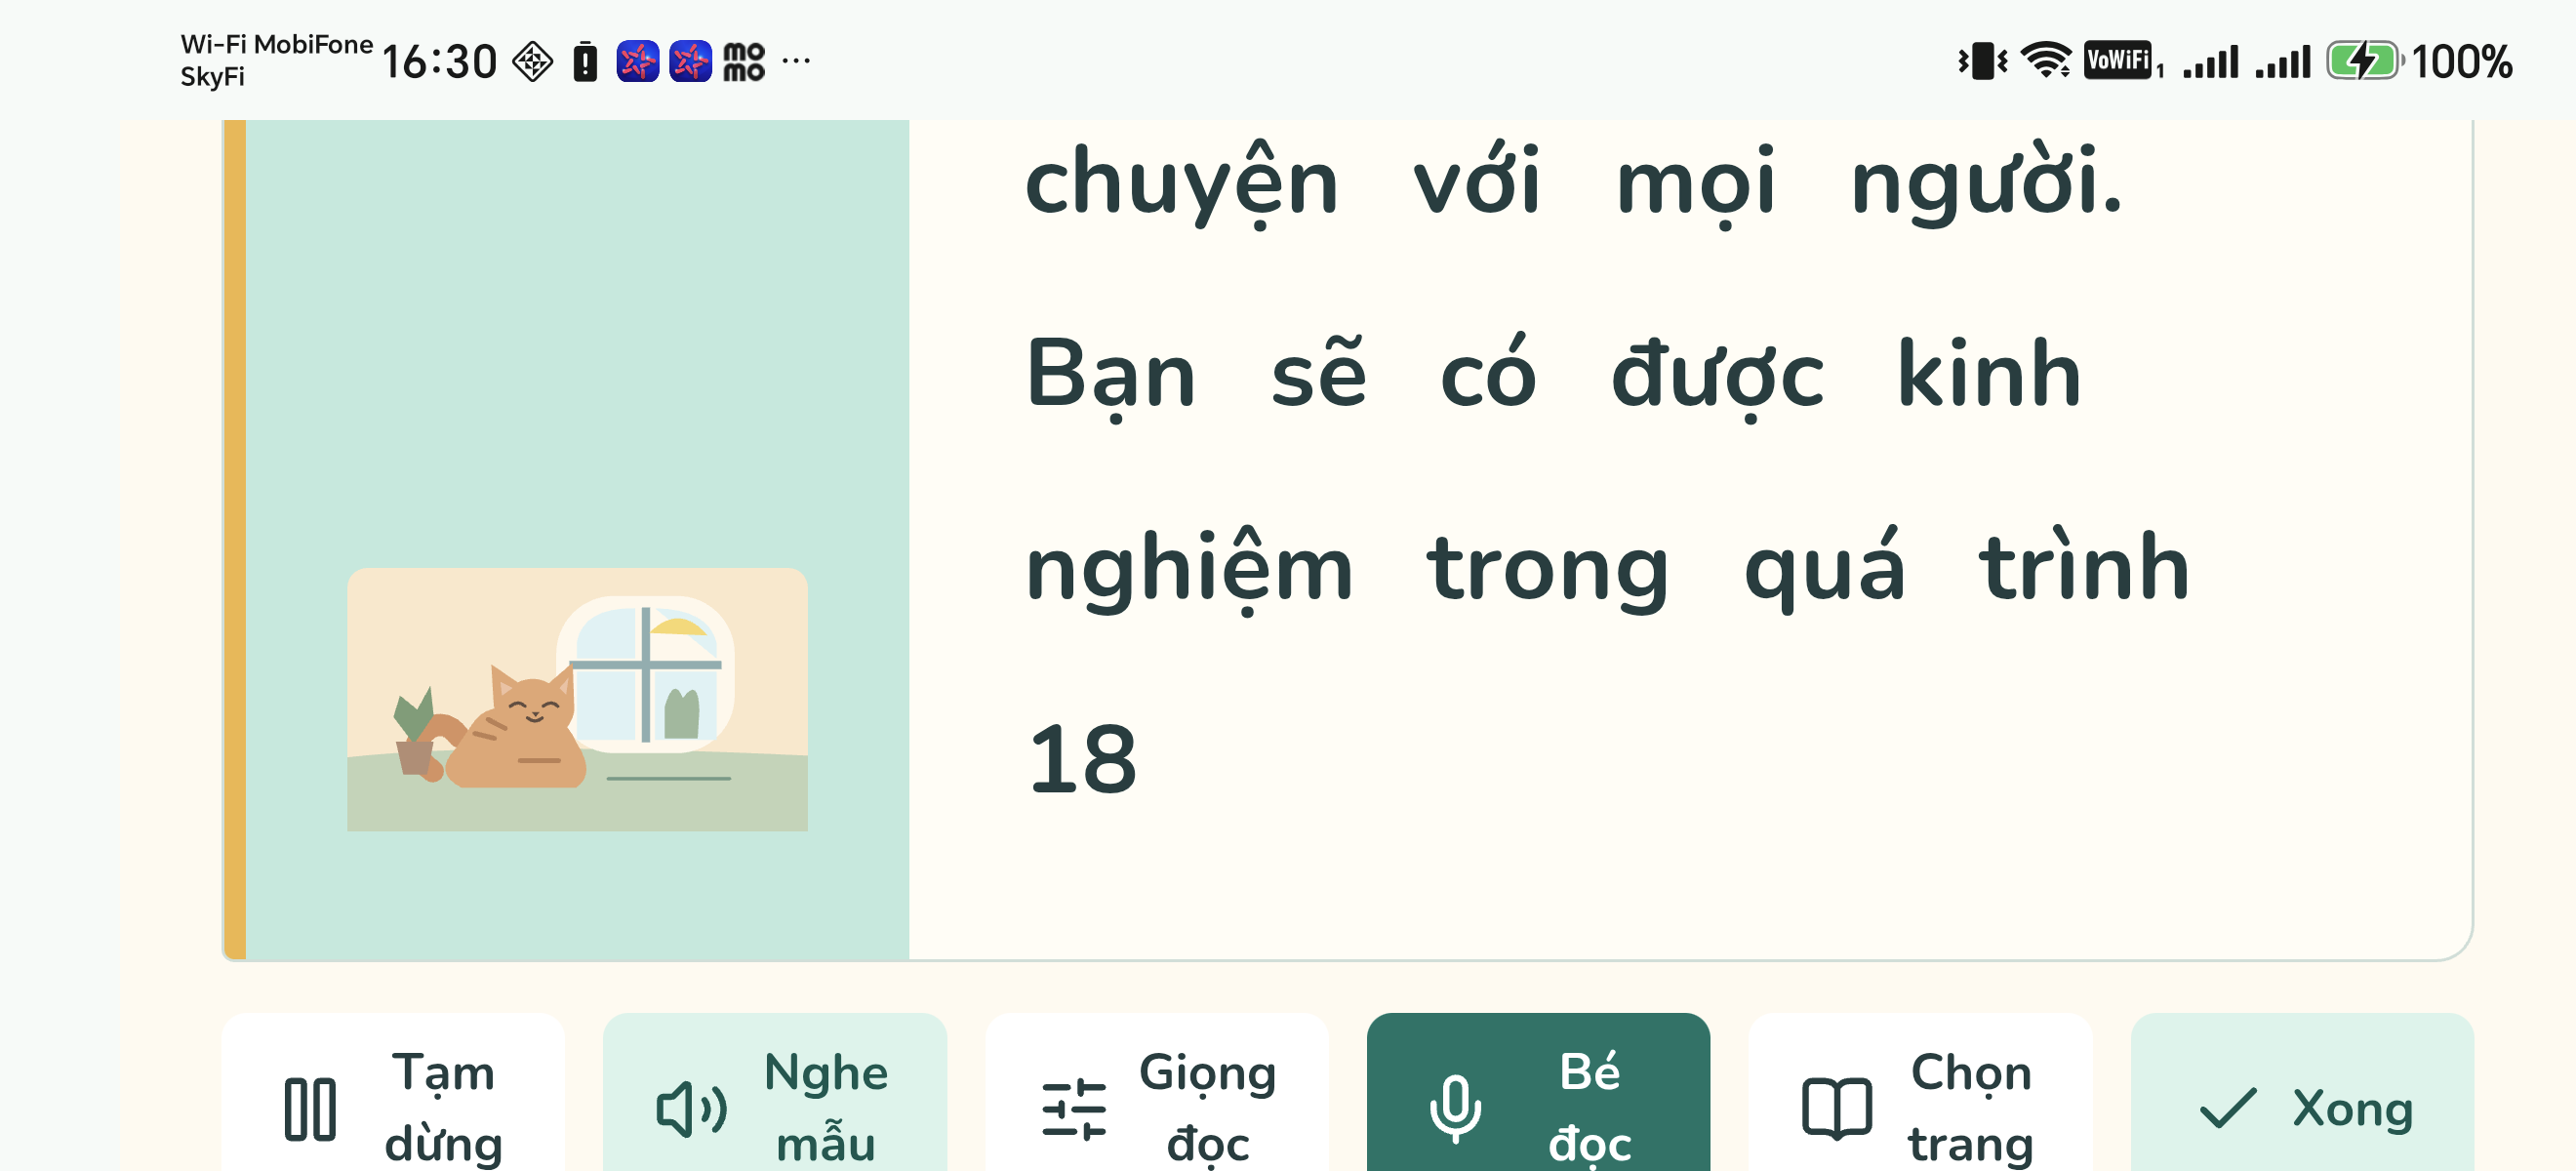 Wi-Fi MobiFone
SkyFi
16:30
mo
mo
...
VoWiFi 1
100%
chuyện với mọi người.
Bạn sẽ có được kinh
nghiệm trong quá trình
18
Tạm
dừng
Nghe
mẫu
Giọng
đọc
Bé
đọc
Chọn
trang
Xong